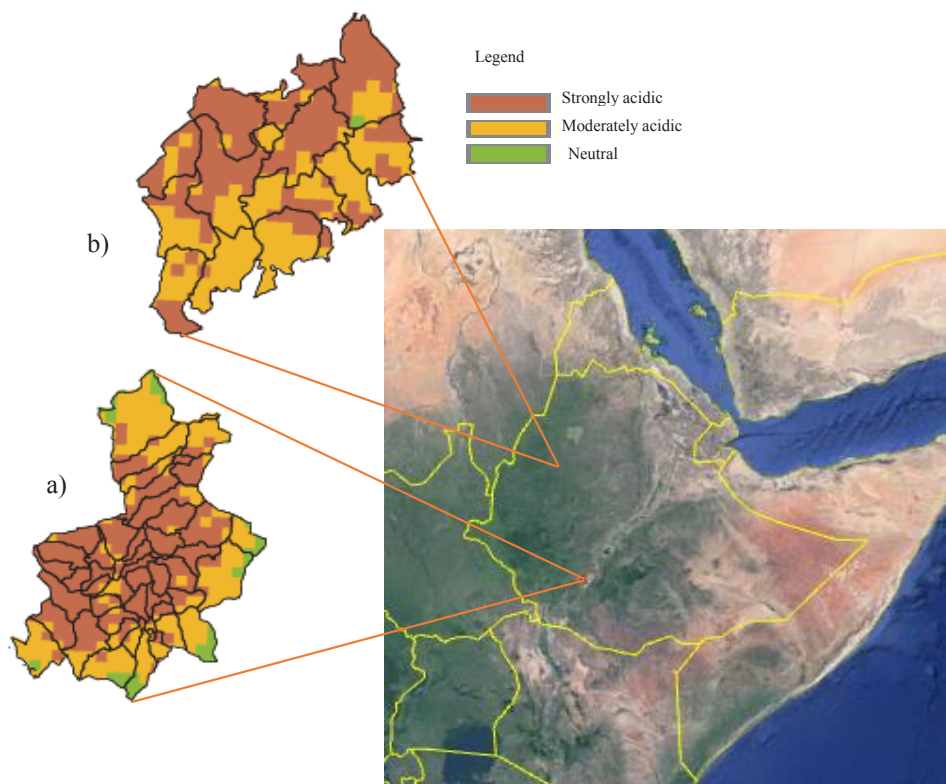 Legend
Strongly acidic
Moderately acidic
Neutral
b)
a)